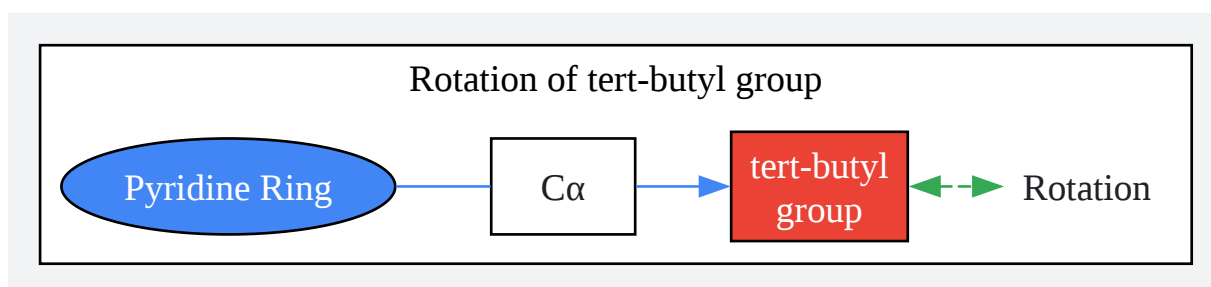 Rotation of tert-butyl group
Pyridine Ring
Cα
tert-butyl
group
Rotation